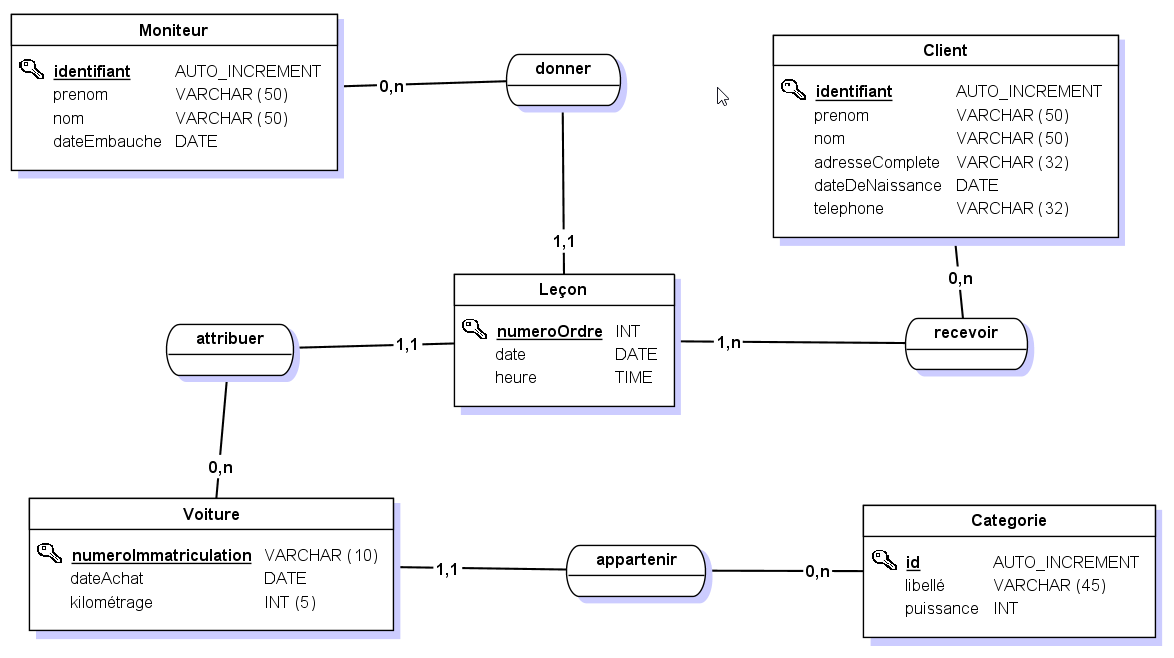 Moniteur
identifiant AUTO_INCREMENT
prenom VARCHAR (50)
nom VARCHAR (50)
dateEmbauche DATE
0,n
donner
Client
identifiant AUTO_INCREMENT
prenom VARCHAR (50)
nom VARCHAR (50)
adresseComplete VARCHAR (32)
dateDeNaissance DATE
telephone VARCHAR (32)
1,1
0,n
Leçon
numeroOrdre INT
date DATE
heure TIME
attribuer
1,1
1,n
recevoir
0,n
Voiture
numeroImmatriculation VARCHAR (10)
dateAchat DATE
kilométrage INT (5)
1,1
appartenir
0,n
Categorie
id AUTO_INCREMENT
libellé VARCHAR (45)
puissance INT